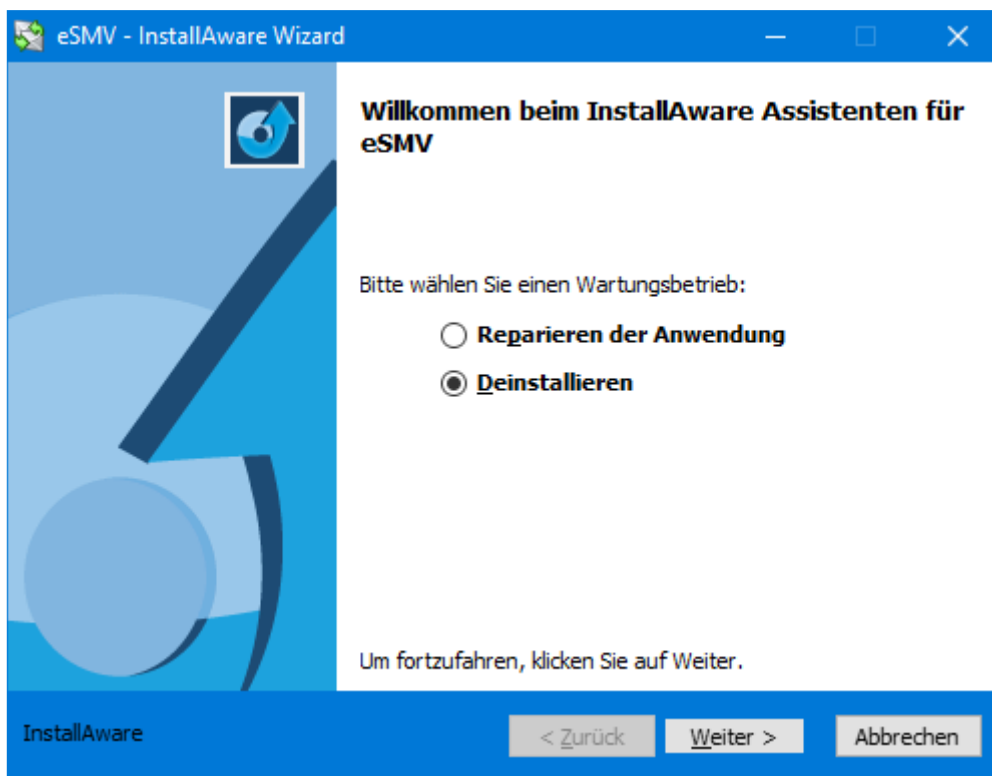 eSMV - InstallAware Wizard
Willkommen beim InstallAware Assistenten für
eSMV
Bitte wählen Sie einen Wartungsbetrieb:
Reparieren der Anwendung
Deinstallieren
Um fortzufahren, klicken Sie auf Weiter.
InstallAware
< Zurück
Weiter >
Abbrechen